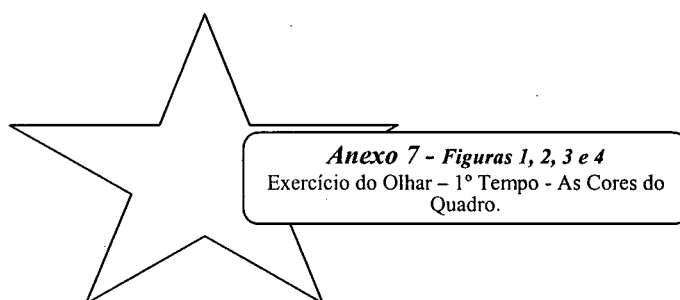 Anexo 7 - Figuras 1, 2, 3 e 4
Exercício do Olhar – 1º Tempo - As Cores do
Quadro.